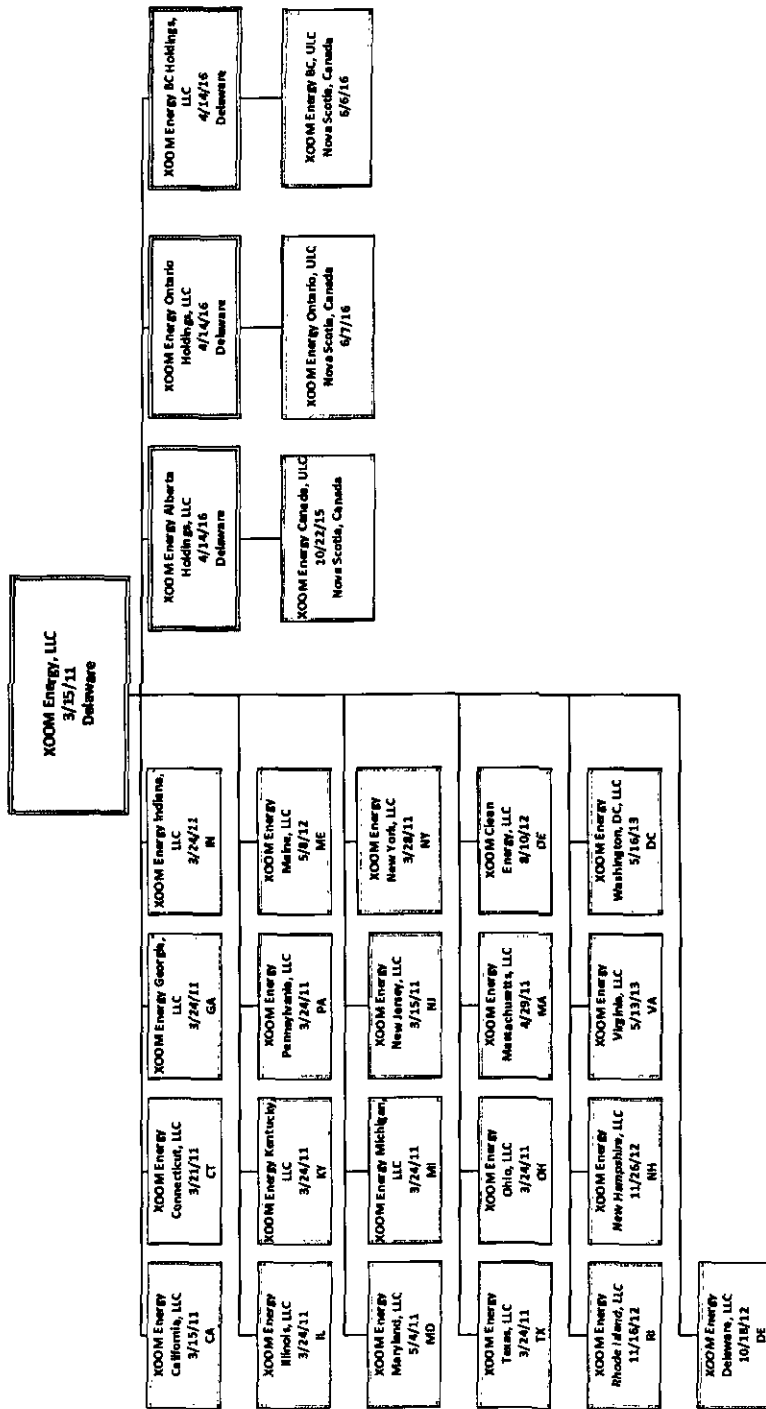 XOOM Energy, LLC
3/15/11
Delaware
XOOM Energy
California, LLC
3/15/11
CA
XOOM Energy
Connecticut, LLC
3/21/11
CT
XOOM Energy Georgia,
LLC
3/24/11
GA
XOOM Energy Indiana,
LLC
3/24/11
IN
XOOM Energy Alberta
Holdings, LLC
4/14/16
Delaware
XOOM Energy Ontario
Holdings, LLC
4/14/16
Delaware
XOOM Energy BC Holdings,
LLC
4/14/16
Delaware
XOOM Energy
Illinois, LLC
3/24/11
IL
XOOM Energy Kentucky,
LLC
3/24/11
KY
XOOM Energy
Pennsylvania, LLC
3/24/11
PA
XOOM Energy
Maine, LLC
5/8/12
ME
XOOM Energy Canada, ULC
10/22/15
Nova Scotia, Canada
XOOM Energy Ontario, ULC
Nova Scotia, Canada
6/7/16
XOOM Energy BC, ULC
Nova Scotia, Canada
6/6/16
XOOM Energy
Maryland, LLC
5/4/11
MD
XOOM Energy Michigan,
LLC
3/24/11
MI
XOOM Energy
New Jersey, LLC
3/15/11
NJ
XOOM Energy
New York, LLC
3/28/11
NY
XOOM Energy
Texas, LLC
3/24/11
TX
XOOM Energy
Ohio, LLC
3/24/11
OH
XOOM Energy
Massachusetts, LLC
4/29/11
MA
XOOM Clean
Energy, LLC
8/10/12
DE
XOOM Energy
Rhode Island, LLC
11/16/12
RI
XOOM Energy
New Hampshire, LLC
11/26/12
NH
XOOM Energy
Virginia, LLC
5/13/13
VA
XOOM Energy
Washington, DC, LLC
5/16/13
DC
XOOM Energy
Delaware, LLC
10/18/12
DE